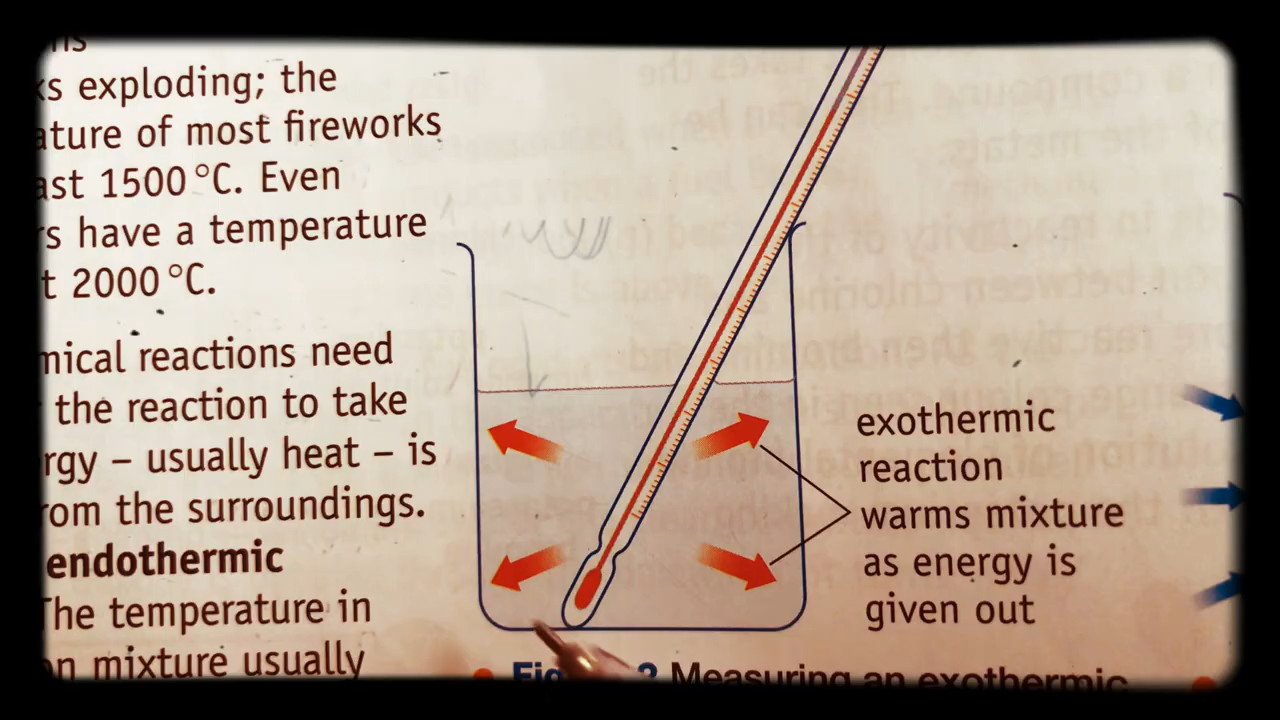 ks exploding; the
ature of most fireworks
ast 1500 °C. Even
rs have a temperature
t 2000 °C.
mical reactions need
the reaction to take
rgy – usually heat – is
rom the surroundings.
endothermic
The temperature in
on mixture usually
exothermic
reaction
warms mixture
as energy is
given out
Measuring an exothermic